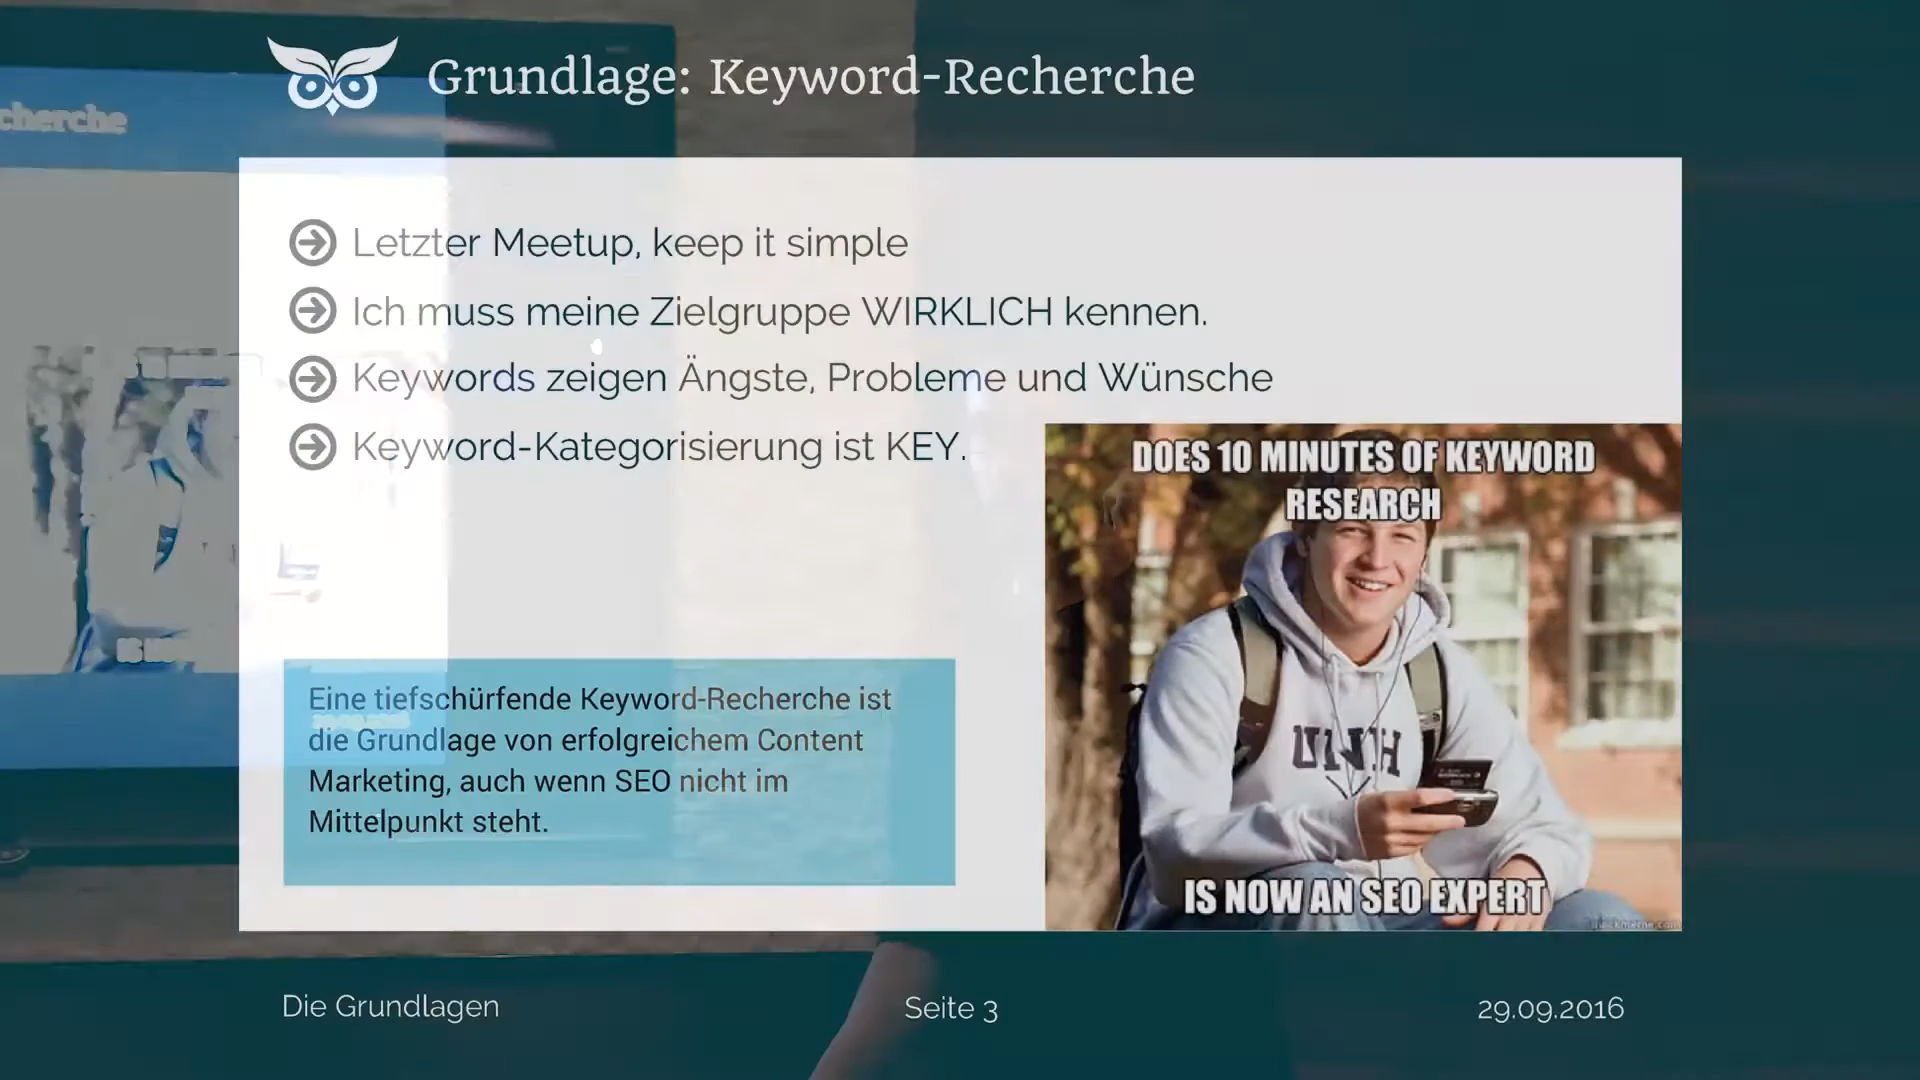 Grundlage: Keyword-Recherche
cherche
Letzter Meetup, keep it simple
Ich muss meine Zielgruppe WIRKLICH kennen.
Keywords zeigen Ängste, Probleme und Wünsche
Keyword-Kategorisierung ist KEY.
DOES 10 MINUTES OF KEYWORD
RESEARCH
UNH
IS NOW AN SEO EXPERT
Eine tiefschürfende Keyword-Recherche ist
die Grundlage von erfolgreichem Content
Marketing, auch wenn SEO nicht im
Mittelpunkt steht.
Die Grundlagen
Seite 3
29.09.2016